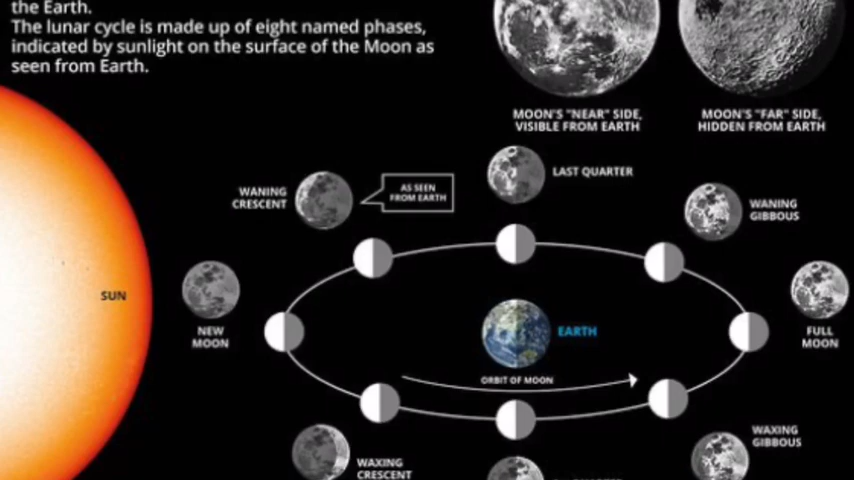 the Earth.
The lunar cycle is made up of eight named phases,
indicated by sunlight on the surface of the Moon as
seen from Earth.
MOON'S "NEAR" SIDE,
VISIBLE FROM EARTH
MOON'S "FAR" SIDE,
HIDDEN FROM EARTH
WANING
CRESCENT
AS SEEN
FROM EARTH
LAST QUARTER
WANING
GIBBOUS
SUN
NEW
MOON
EARTH
FULL
MOON
ORBIT OF MOON
WAXING
CRESCENT
WAXING
GIBBOUS